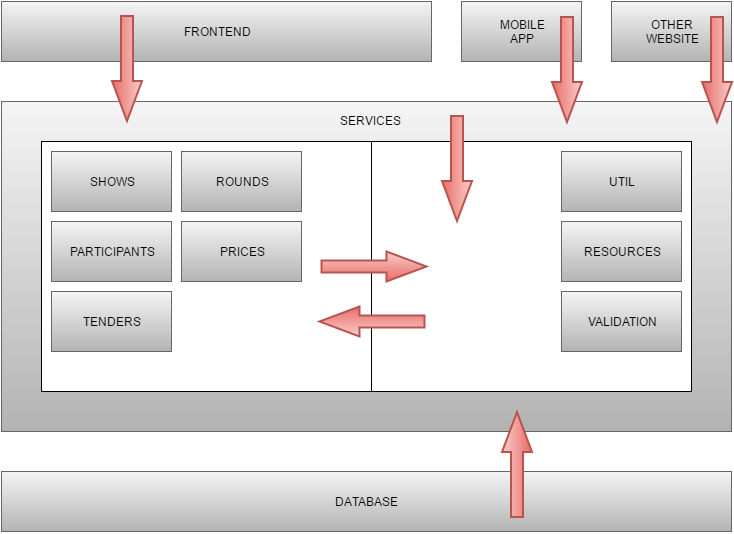 FRONTEND
MOBILE
APP
OTHER
WEBSITE
SERVICES
SHOWS
ROUNDS
UTIL
PARTICIPANTS
PRICES
RESOURCES
TENDERS
VALIDATION
DATABASE